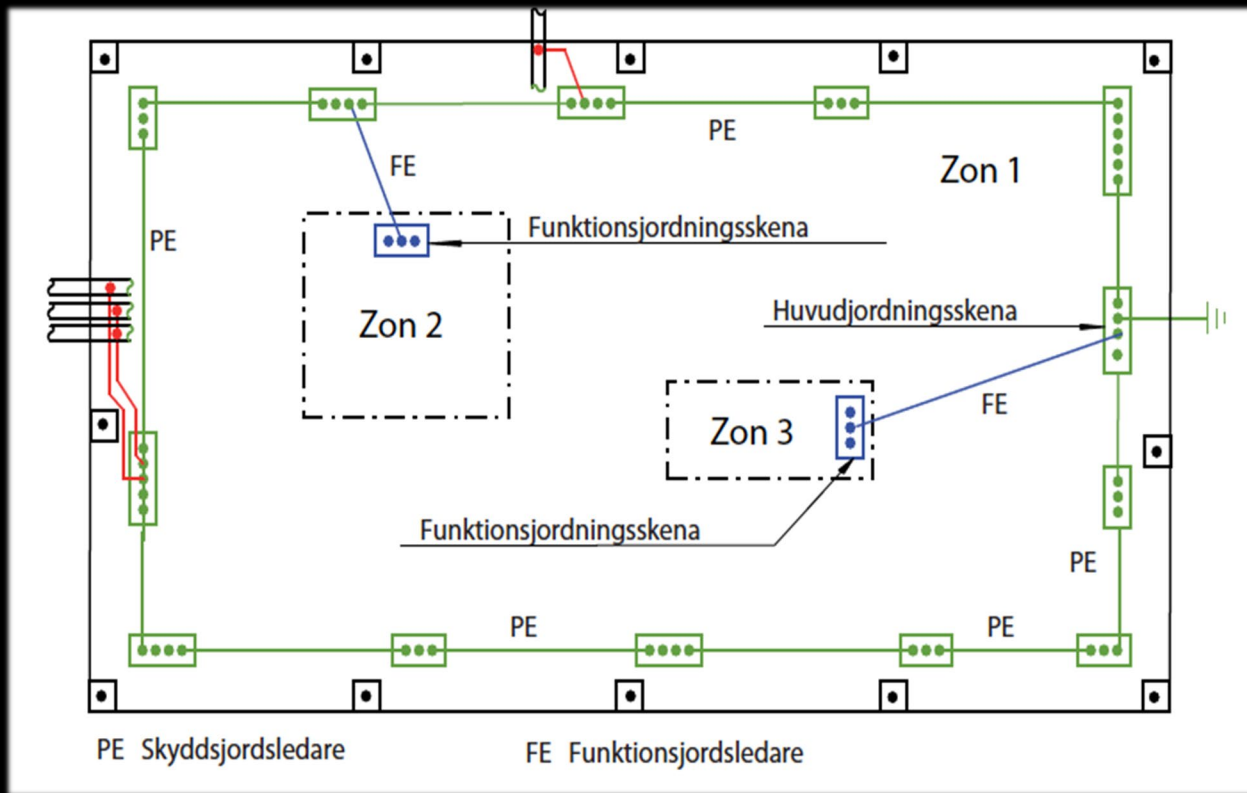 PE
Zon 1
FE
Funktionsjordningsskena
PE
Huvudjordningsskena
Zon 2
FE
Zon 3
Funktionsjordningsskena
PE
PE
PE
PE Skyddsjordsledare
FE Funktionsjordsledare